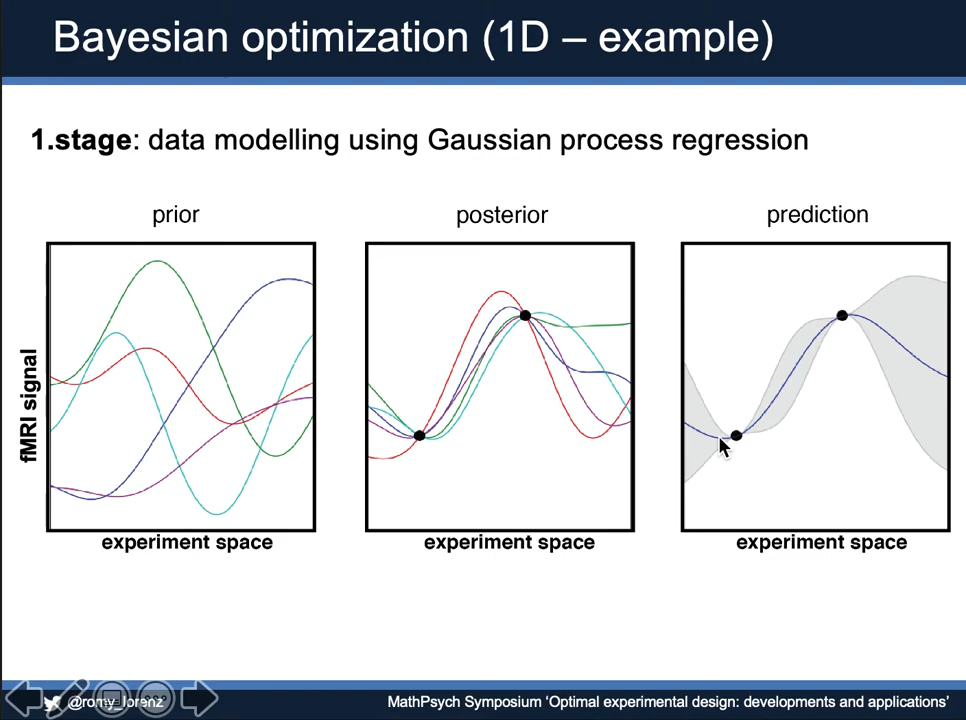 Bayesian optimization (1D – example)
1.stage: data modelling using Gaussian process regression
prior
posterior
prediction
fMRI signal
experiment space
experiment space
experiment space
@romy_lorenz
MathPsych Symposium ‘Optimal experimental design: developments and applications’